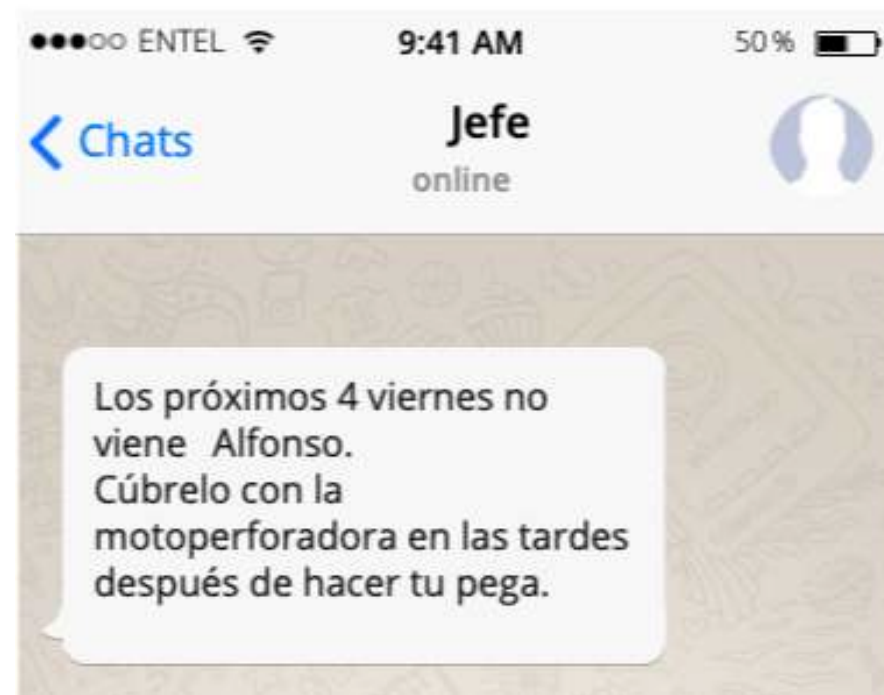 ●●●○○ ENTEL 9:41 AM 50%
Chats Jefe
online
Los próximos 4 viernes no
viene Alfonso.
Cúbrelo con la
motoperforadora en las tardes
después de hacer tu pega.